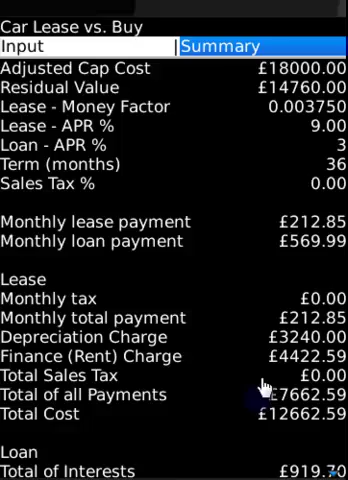 Car Lease vs. Buy
Input | Summary
Adjusted Cap Cost £18000.00
Residual Value £14760.00
Lease - Money Factor 0.003750
Lease - APR % 9.00
Loan - APR % 3
Term (months) 36
Sales Tax % 0.00
Monthly lease payment £212.85
Monthly loan payment £569.99
Lease
Monthly tax £0.00
Monthly total payment £212.85
Depreciation Charge £3240.00
Finance (Rent) Charge £4422.59
Total Sales Tax £0.00
Total of all Payments £7662.59
Total Cost £12662.59
Loan
Total of Interests £919.70